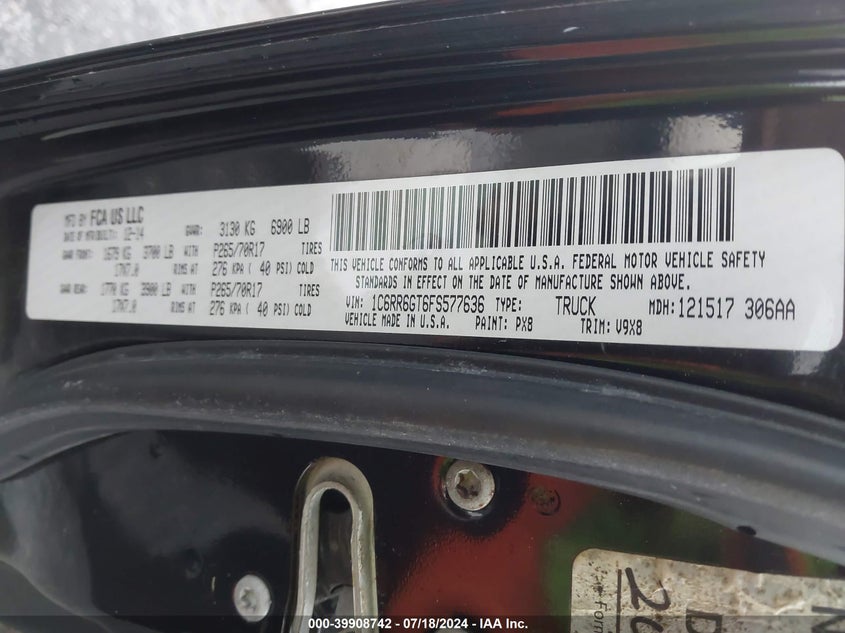 MFD BY FCA US LLC
DATE OF MFR/BUILT: 12-14 GVWR: 3130 KG 6900 LB
GAWR FRONT: 1679 KG 3700 LB WITH P265/70R17 TIRES
17X7.0 RIMS AT 276 KPA ( 40 PSI) COLD
GAWR REAR: 1770 KG 3900 LB WITH P265/70R17 TIRES
17X7.0 RIMS AT 276 KPA ( 40 PSI) COLD
THIS VEHICLE CONFORMS TO ALL APPLICABLE U.S.A. FEDERAL MOTOR VEHICLE SAFETY
STANDARDS IN EFFECT ON THE DATE OF MANUFACTURE SHOWN ABOVE.
VIN: 1C6RR6GT6FS577636 TYPE: TRUCK MDH: 121517 306AA
VEHICLE MADE IN U.S.A. PAINT: PX8 TRIM: V9X8
000-39908742 / 07/18/2024 - IAA Inc.